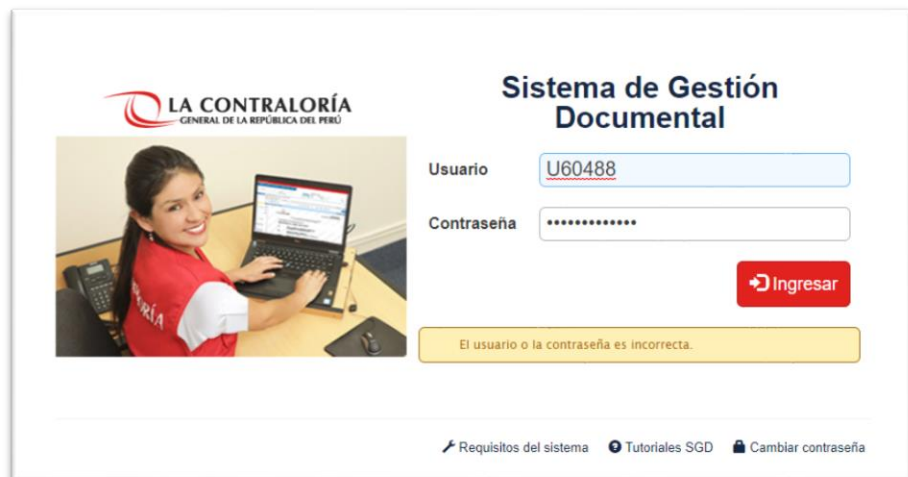 LA CONTRALORÍA
GENERAL DE LA REPÚBLICA DEL PERÚ
Sistema de Gestión
Documental
Usuario
U60488
Contraseña
•••••••••••••
Ingresar
El usuario o la contraseña es incorrecta.
Requisitos del sistema
Tutoriales SGD
Cambiar contraseña